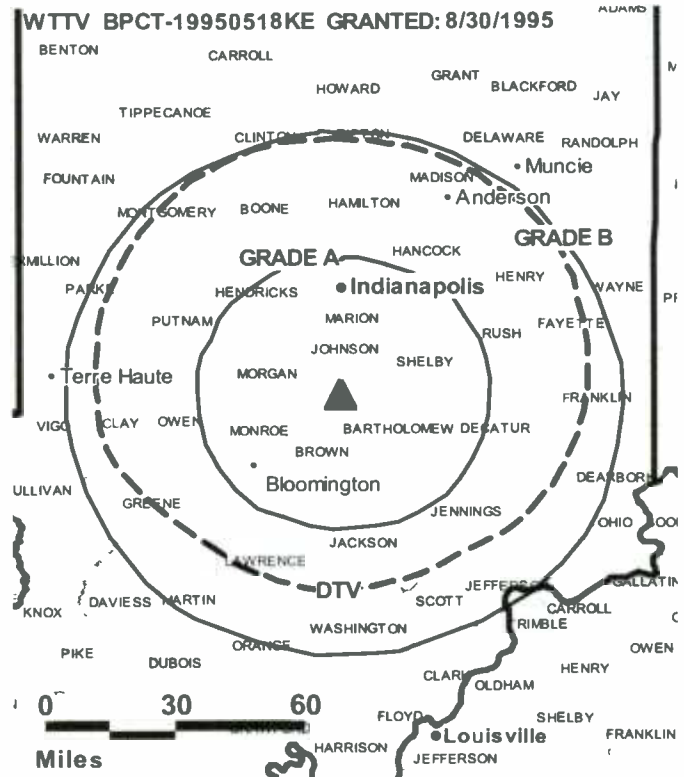 WTTV BPCT-19950518KE GRANTED: 8/30/1995
ADAMS
BENTON
CARROLL
HOWARD
GRANT
BLACKFORD
JAY
TIPPECANOE
WARREN
CLINTON
DELAWARE
RANDOLPH
Muncie
FOUNTAIN
MADISON
Anderson
MONTGOMERY
BOONE
HAMILTON
GRADE B
GRADE A
HANCOCK
RMILLION
HENRY
PARKE
HENDRICKS
Indianapolis
WAYNE
PUTNAM
MARION
RUSH
FAYETTE
JOHNSON
SHELBY
Terre Haute
MORGAN
FRANKLIN
VIGO
CLAY
OWEN
MONROE
BARTHOLOMEW
DECATUR
BROWN
Bloomington
DEARBORN
ULLIVAN
GREENE
JENNINGS
OHIO
JACKSON
LAWRENCE
DTV
JEFFERSON
GALLATIN
KNOX
DAVIESS
MARTIN
SCOTT
CARROLL
RIMBLE
WASHINGTON
ORANGE
OWEN
PIKE
DUBOIS
HENRY
CLARK
OLDHAM
0 30 60
FLOYD
SHELBY
Louisville
FRANKLIN
Miles
HARRISON
JEFFERSON